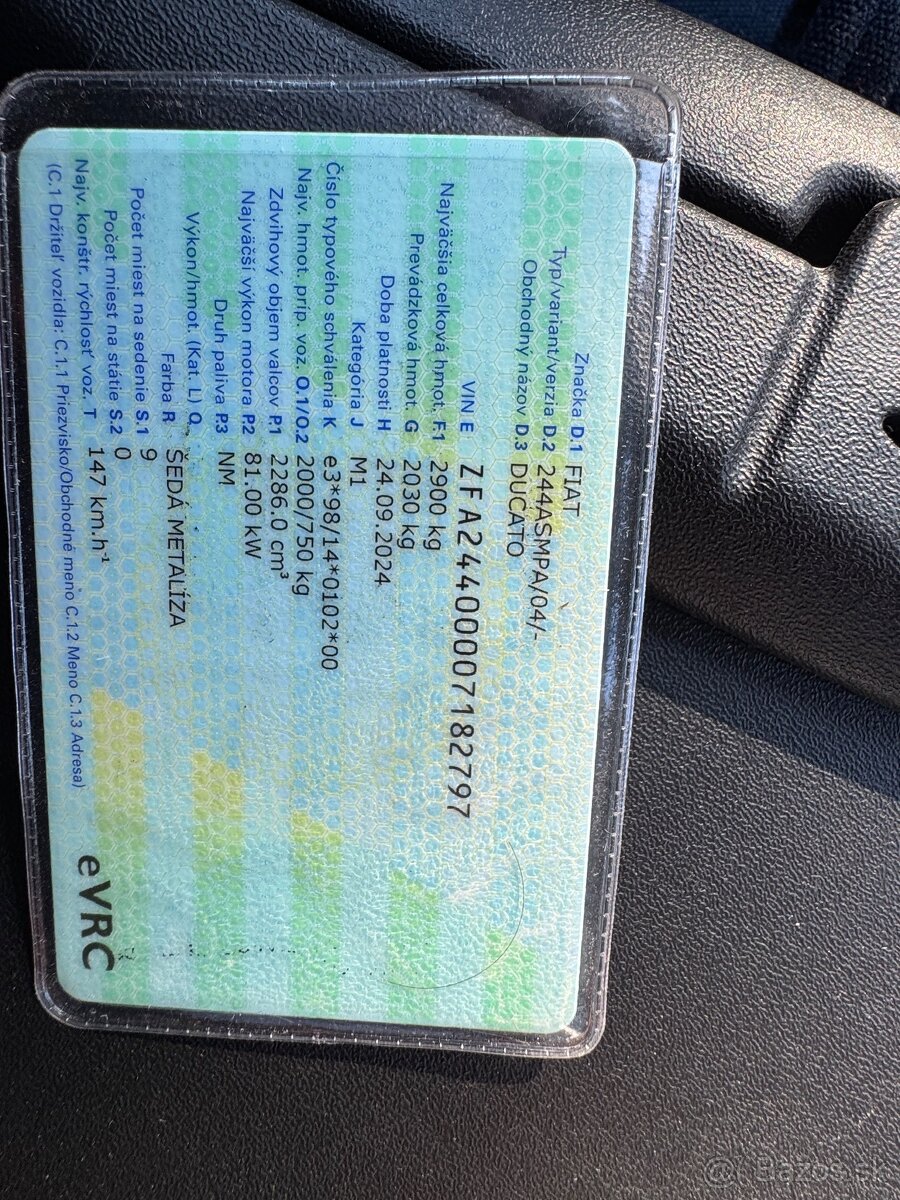 Značka D.1 FIAT
Typ/variant/verzia D.2 244ASMPA/04/-
Obchodný názov D.3 DUCATO
VIN E ZFA24400007182797
Najväčšia celková hmot. F.1 2900 kg
Prevádzková hmot. G 2030 kg
Doba platnosti H 24.09.2024
Kategória J M1
Číslo typového schválenia K e3*98/14*0102*00
Najv. hmot. príp. voz. O.1/O.2 2000/750 kg
Zdvihový objem valcov P.1 2286.0 cm³
Najväčší výkon motora P.2 81.00 kW
Druh paliva P.3 NM
Výkon/hmot. (Kat. L) Q
Farba R ŠEDÁ METALÍZA
Počet miest na sedenie S.1 9
Počet miest na státie S.2 0
Najv. konštr. rýchlosť voz. T 147 km.h⁻¹
(C.1 Držiteľ vozidla: C.1.1 Priezvisko/Obchodné meno C.1.2 Meno C.1.3 Adresa)
eVRC
Bazos.sk